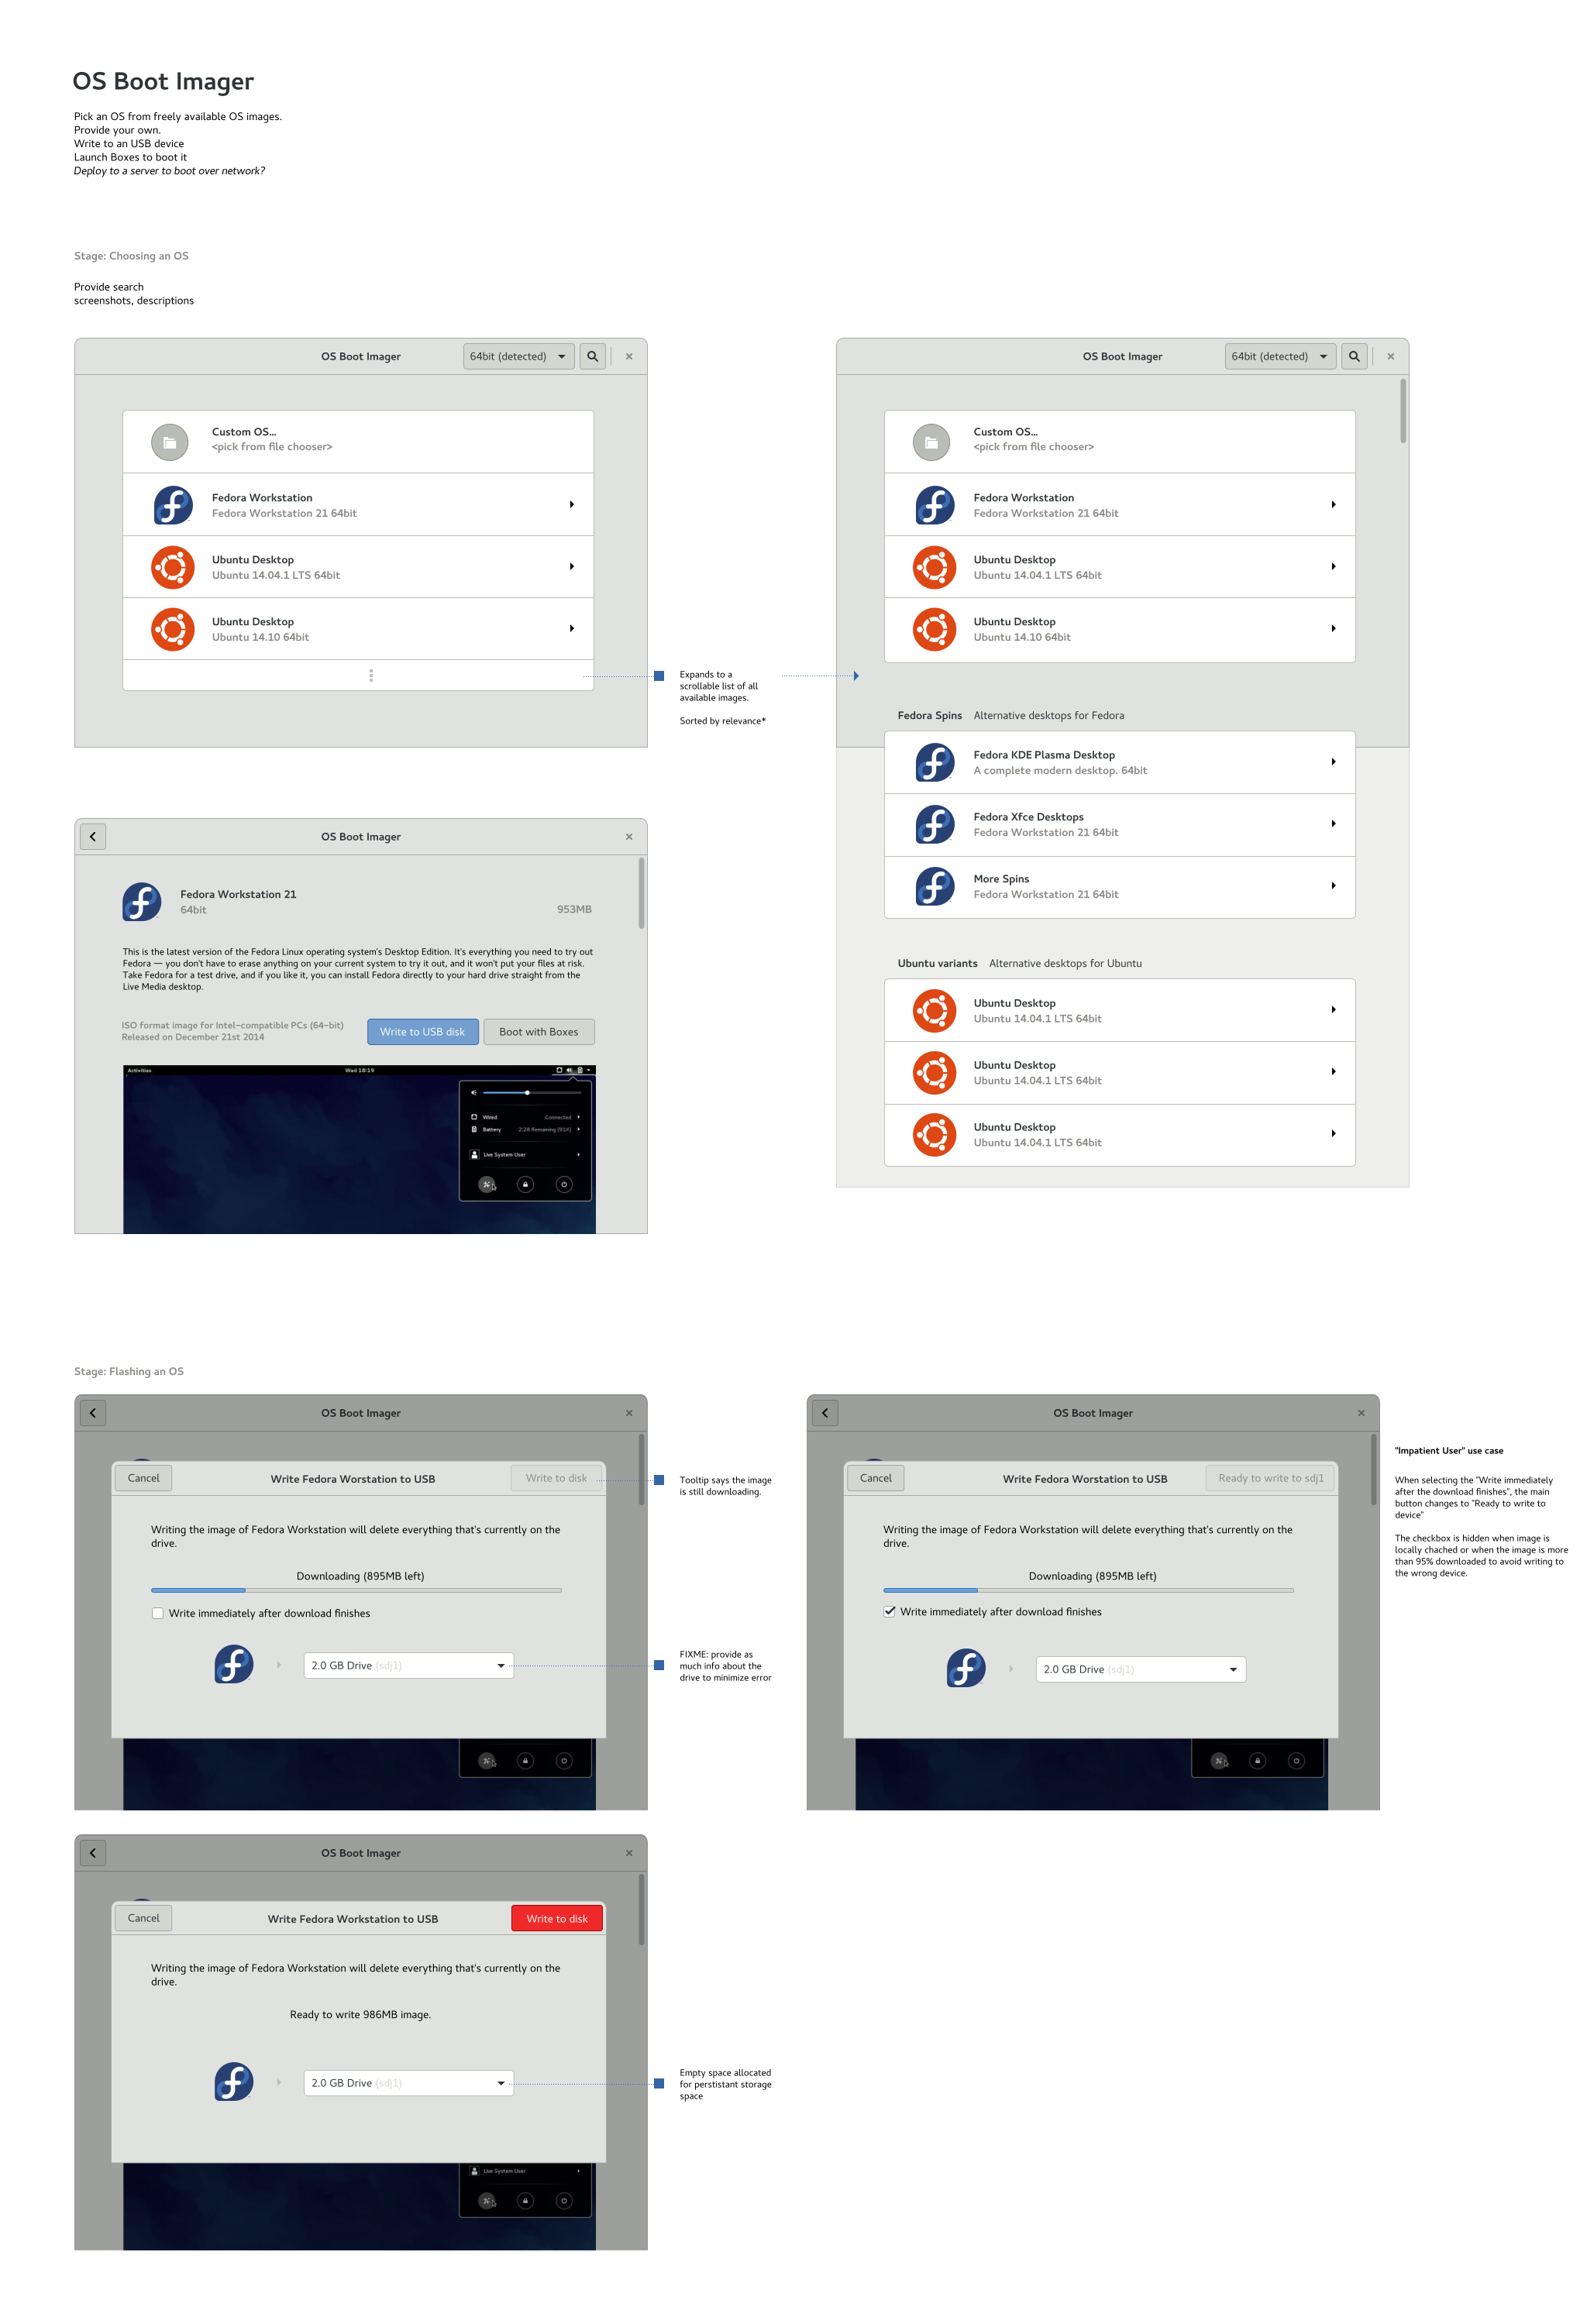 OS Boot Imager
Pick an OS from freely available OS images.
Provide your own.
Write to an USB device
Launch Boxes to boot it
Deploy to a server to boot over network?
Stage: Choosing an OS
Provide search
screenshots, descriptions
OS Boot Imager
64bit (detected)
Custom OS...
<pick from file chooser>
Fedora Workstation
Fedora Workstation 21 64bit
Ubuntu Desktop
Ubuntu 14.04.1 LTS 64bit
Ubuntu Desktop
Ubuntu 14.10 64bit
Expands to a
scrollable list of all
available images.
Sorted by relevance*
OS Boot Imager
64bit (detected)
Custom OS...
<pick from file chooser>
Fedora Workstation
Fedora Workstation 21 64bit
Ubuntu Desktop
Ubuntu 14.04.1 LTS 64bit
Ubuntu Desktop
Ubuntu 14.10 64bit
Fedora Spins Alternative desktops for Fedora
Fedora KDE Plasma Desktop
A complete modern desktop. 64bit
Fedora Xfce Desktops
Fedora Workstation 21 64bit
More Spins
Fedora Workstation 21 64bit
Ubuntu variants Alternative desktops for Ubuntu
Ubuntu Desktop
Ubuntu 14.04.1 LTS 64bit
Ubuntu Desktop
Ubuntu 14.04.1 LTS 64bit
Ubuntu Desktop
Ubuntu 14.04.1 LTS 64bit
OS Boot Imager
Fedora Workstation 21
64bit
953MB
This is the latest version of the Fedora Linux operating system's Desktop Edition. It's everything you need to try out
Fedora — you don't have to erase anything on your current system to try it out, and it won't put your files at risk.
Take Fedora for a test drive, and if you like it, you can install Fedora directly to your hard drive straight from the
Live Media desktop.
ISO format image for Intel-compatible PCs (64-bit)
Released on December 21st 2014
Write to USB disk
Boot with Boxes
Activities
Wed 18:19
Wired Connected
Battery 2:28 Remaining (91%)
Live System User
Stage: Flashing an OS
OS Boot Imager
Cancel
Write Fedora Worstation to USB
Write to disk
Writing the image of Fedora Workstation will delete everything that's currently on the
drive.
Downloading (895MB left)
Write immediately after download finishes
2.0 GB Drive (sdj1)
Tooltip says the image
is still downloading.
FIXME: provide as
much info about the
drive to minimize error
OS Boot Imager
Cancel
Write Fedora Worstation to USB
Ready to write to sdj1
Writing the image of Fedora Workstation will delete everything that's currently on the
drive.
Downloading (895MB left)
Write immediately after download finishes
2.0 GB Drive (sdj1)
"Impatient User" use case
When selecting the "Write immediately
after the download finishes", the main
button changes to "Ready to write to
device"
The checkbox is hidden when image is
locally chached or when the image is more
than 95% downloaded to avoid writing to
the wrong device.
OS Boot Imager
Cancel
Write Fedora Workstation to USB
Write to disk
Writing the image of Fedora Workstation will delete everything that's currently on the
drive.
Ready to write 986MB image.
2.0 GB Drive (sdj1)
Empty space allocated
for perstistant storage
space
Live System User